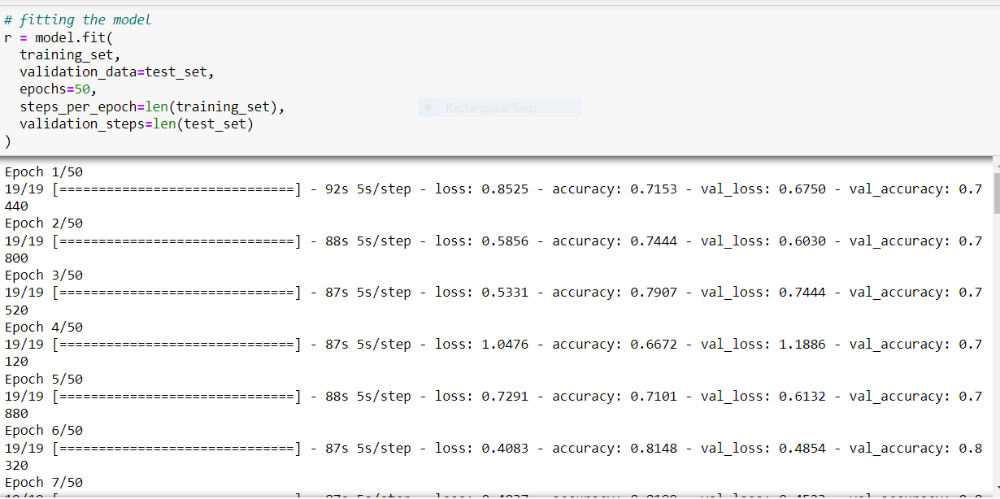 # fitting the model
r = model.fit(
  training_set,
  validation_data=test_set,
  epochs=50,
  steps_per_epoch=len(training_set),
  validation_steps=len(test_set)
)
Rectangular Snip
Epoch 1/50
19/19 [==============================] - 92s 5s/step - loss: 0.8525 - accuracy: 0.7153 - val_loss: 0.6750 - val_accuracy: 0.7
440
Epoch 2/50
19/19 [==============================] - 88s 5s/step - loss: 0.5856 - accuracy: 0.7444 - val_loss: 0.6030 - val_accuracy: 0.7
800
Epoch 3/50
19/19 [==============================] - 87s 5s/step - loss: 0.5331 - accuracy: 0.7907 - val_loss: 0.7444 - val_accuracy: 0.7
520
Epoch 4/50
19/19 [==============================] - 87s 5s/step - loss: 1.0476 - accuracy: 0.6672 - val_loss: 1.1886 - val_accuracy: 0.7
120
Epoch 5/50
19/19 [==============================] - 88s 5s/step - loss: 0.7291 - accuracy: 0.7101 - val_loss: 0.6132 - val_accuracy: 0.7
880
Epoch 6/50
19/19 [==============================] - 87s 5s/step - loss: 0.4083 - accuracy: 0.8148 - val_loss: 0.4854 - val_accuracy: 0.8
320
Epoch 7/50